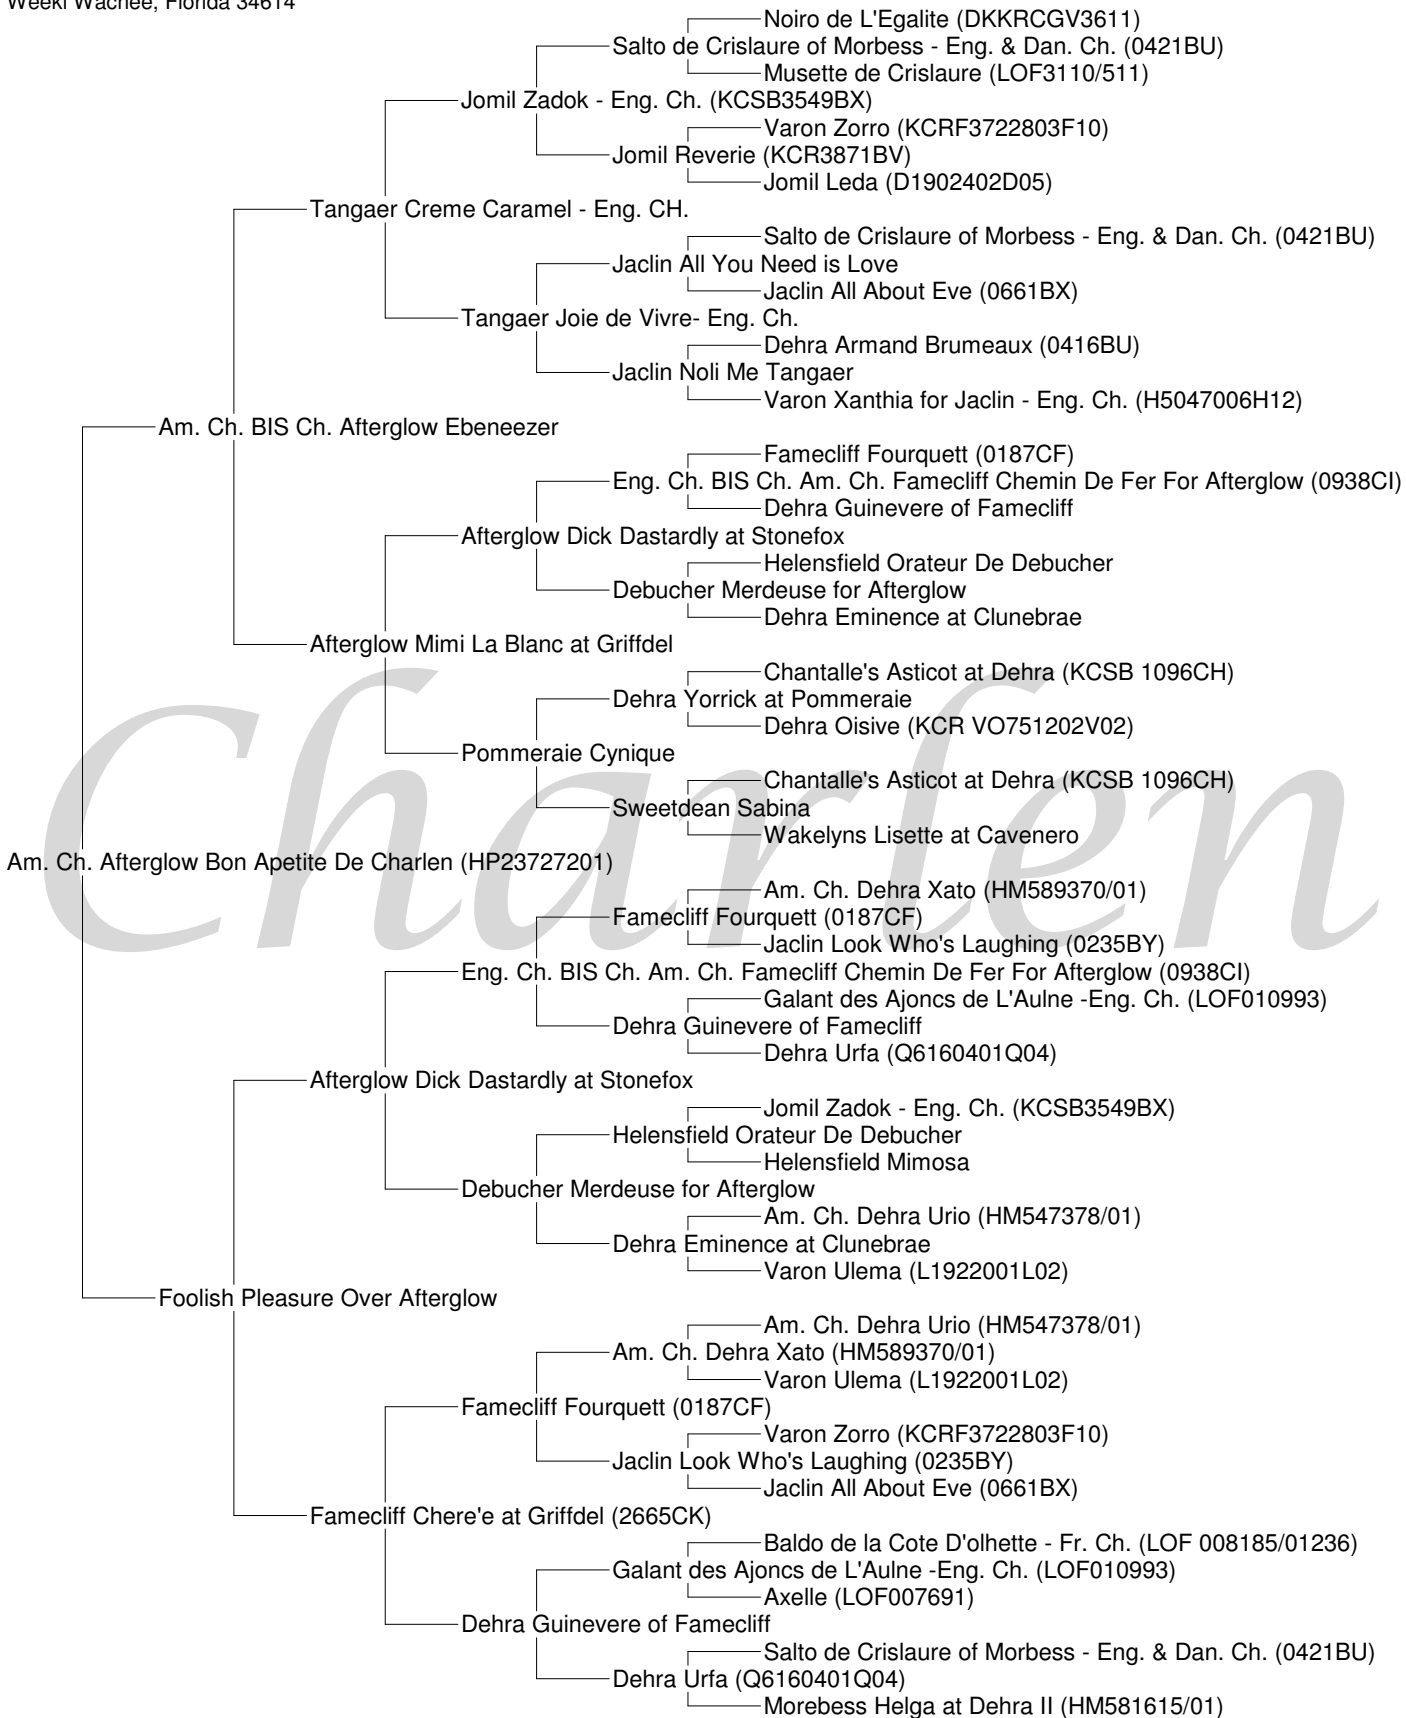 Weeki Wachee, Florida 34614
Noiro de L'Egalite (DKKRCGV3611)
Salto de Crislaure of Morbess - Eng. & Dan. Ch. (0421BU)
Musette de Crislaure (LOF3110/511)
Jomil Zadok - Eng. Ch. (KCSB3549BX)
Varon Zorro (KCRF3722803F10)
Jomil Reverie (KCR3871BV)
Jomil Leda (D1902402D05)
Tangaer Creme Caramel - Eng. CH.
Salto de Crislaure of Morbess - Eng. & Dan. Ch. (0421BU)
Jaclin All You Need is Love
Jaclin All About Eve (0661BX)
Tangaer Joie de Vivre- Eng. Ch.
Dehra Armand Brumeaux (0416BU)
Jaclin Noli Me Tangaer
Varon Xanthia for Jaclin - Eng. Ch. (H5047006H12)
Am. Ch. BIS Ch. Afterglow Ebeneezer
Famecliff Fourquett (0187CF)
Eng. Ch. BIS Ch. Am. Ch. Famecliff Chemin De Fer For Afterglow (0938CI)
Dehra Guinevere of Famecliff
Afterglow Dick Dastardly at Stonefox
Helensfield Orateur De Debucher
Debucher Merdeuse for Afterglow
Dehra Eminence at Clunebrae
Afterglow Mimi La Blanc at Griffdel
Chantalle's Asticot at Dehra (KCSB 1096CH)
Dehra Yorrick at Pommeraie
Dehra Oisive (KCR VO751202V02)
Pommeraie Cynique
Chantalle's Asticot at Dehra (KCSB 1096CH)
Sweetdean Sabina
Wakelyns Lisette at Cavenero
Charlen
Am. Ch. Afterglow Bon Apetite De Charlen (HP23727201)
Am. Ch. Dehra Xato (HM589370/01)
Famecliff Fourquett (0187CF)
Jaclin Look Who's Laughing (0235BY)
Eng. Ch. BIS Ch. Am. Ch. Famecliff Chemin De Fer For Afterglow (0938CI)
Galant des Ajoncs de L'Aulne -Eng. Ch. (LOF010993)
Dehra Guinevere of Famecliff
Dehra Urfa (Q6160401Q04)
Afterglow Dick Dastardly at Stonefox
Jomil Zadok - Eng. Ch. (KCSB3549BX)
Helensfield Orateur De Debucher
Helensfield Mimosa
Debucher Merdeuse for Afterglow
Am. Ch. Dehra Urio (HM547378/01)
Dehra Eminence at Clunebrae
Varon Ulema (L1922001L02)
Foolish Pleasure Over Afterglow
Am. Ch. Dehra Urio (HM547378/01)
Am. Ch. Dehra Xato (HM589370/01)
Varon Ulema (L1922001L02)
Famecliff Fourquett (0187CF)
Varon Zorro (KCRF3722803F10)
Jaclin Look Who's Laughing (0235BY)
Jaclin All About Eve (0661BX)
Famecliff Chere'e at Griffdel (2665CK)
Baldo de la Cote D'olhette - Fr. Ch. (LOF 008185/01236)
Galant des Ajoncs de L'Aulne -Eng. Ch. (LOF010993)
Axelle (LOF007691)
Dehra Guinevere of Famecliff
Salto de Crislaure of Morbess - Eng. & Dan. Ch. (0421BU)
Dehra Urfa (Q6160401Q04)
Morebess Helga at Dehra II (HM581615/01)